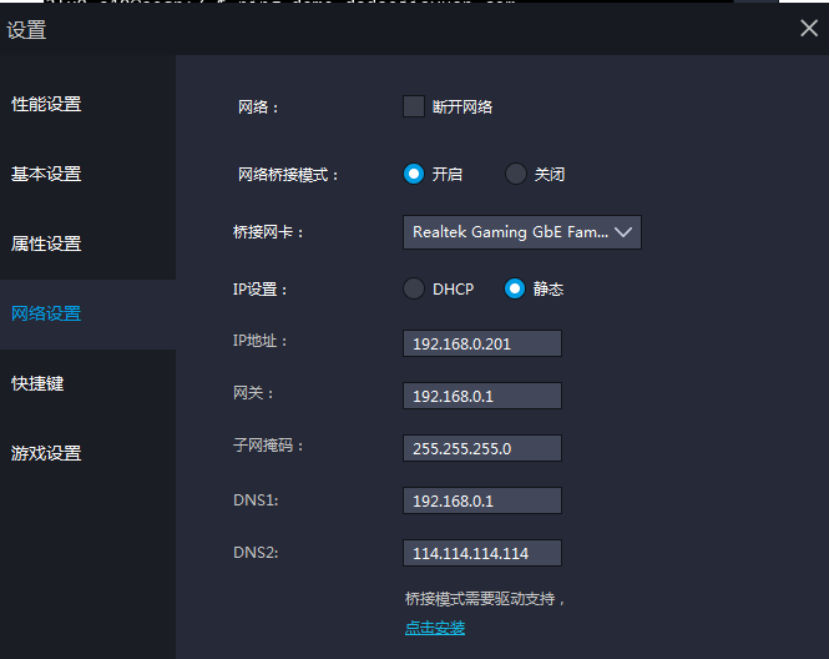 设置
性能设置
基本设置
属性设置
网络设置
快捷键
游戏设置
网络：
断开网络
网络桥接模式：
开启
关闭
桥接网卡：
Realtek Gaming GbE Fam...
IP设置：
DHCP
静态
IP地址：
192.168.0.201
网关：
192.168.0.1
子网掩码：
255.255.255.0
DNS1:
192.168.0.1
DNS2:
114.114.114.114
桥接模式需要驱动支持，
点击安装